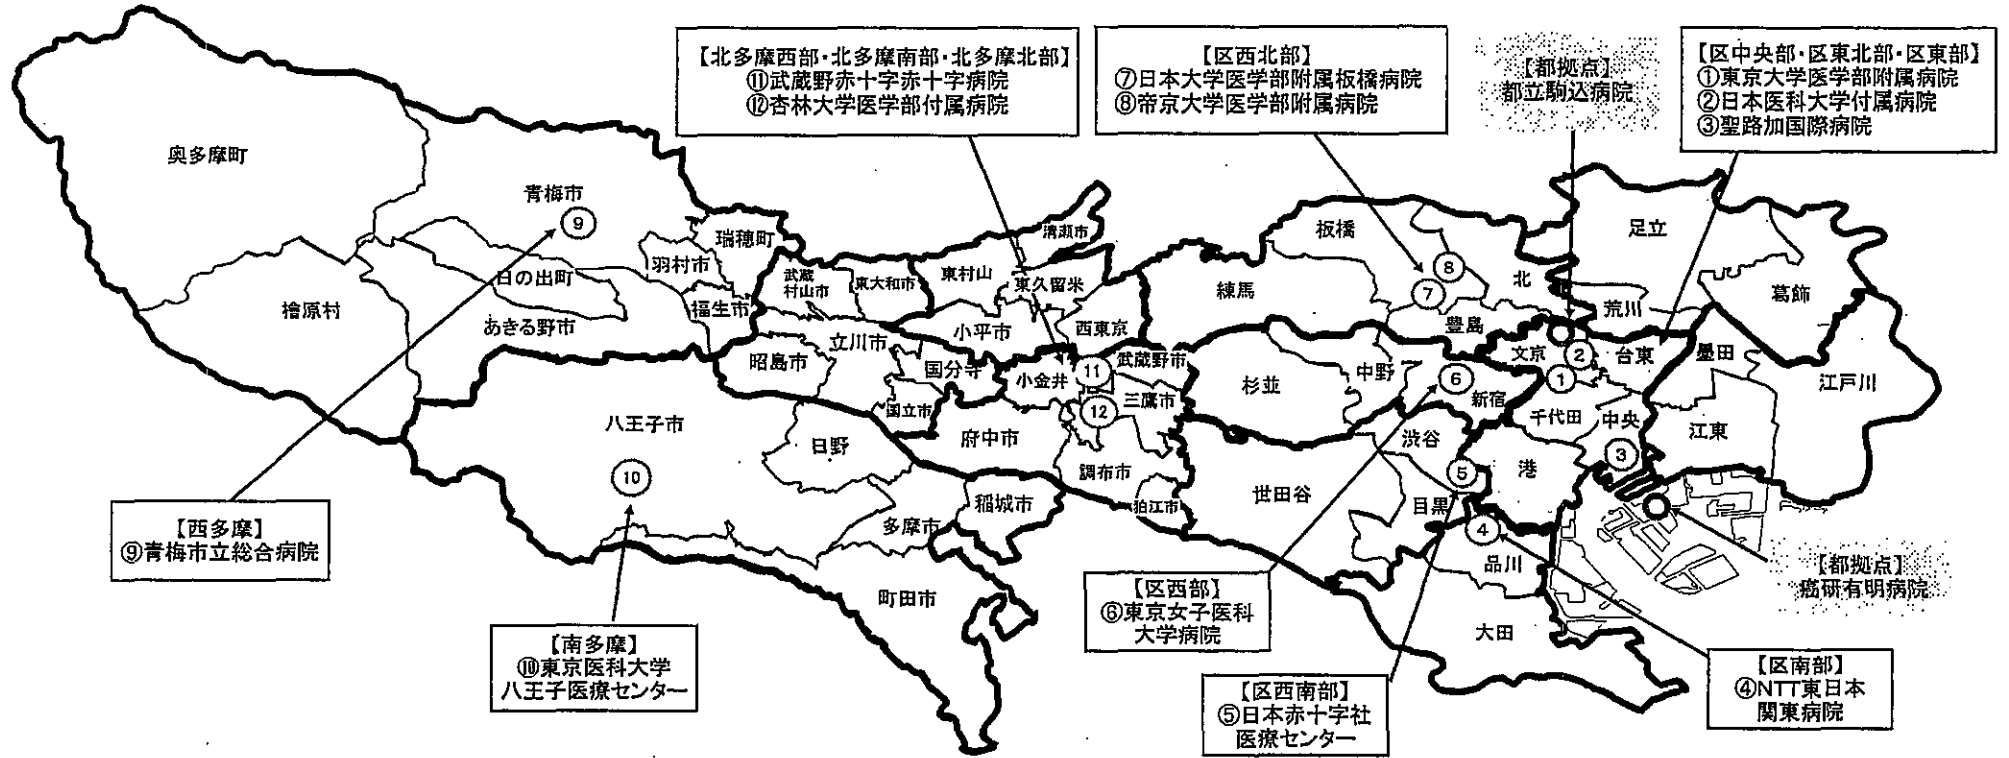 【北多摩西部・北多摩南部・北多摩北部】
⑪武蔵野赤十字赤十字病院
⑫杏林大学医学部付属病院
【区西北部】
⑦日本大学医学部附属板橋病院
⑧帝京大学医学部附属病院
【都拠点】
都立駒込病院
【区中央部・区東北部・区東部】
①東京大学医学部附属病院
②日本医科大学付属病院
③聖路加国際病院
奥多摩町
青梅市
⑨
瑞穂町
羽村市
日の出町
福生市
檜原村
あきる野市
武蔵
村山市
東大和市
東村山
清瀬市
東久留米
小平市
西東京
立川市
昭島市
国分寺
国立市
小金井
⑪
武蔵野市
三鷹市
⑫
府中市
調布市
狛江市
稲城市
多摩市
日野
八王子市
⑩
町田市
板橋
⑧
⑦
練馬
北
豊島
足立
荒川
葛飾
文京
②
①
台東
墨田
江戸川
杉並
中野
⑥
新宿
千代田
中央
③
江東
渋谷
⑤
港
世田谷
目黒
④
品川
大田
【西多摩】
⑨青梅市立総合病院
【南多摩】
⑩東京医科大学
八王子医療センター
【区西部】
⑥東京女子医科
大学病院
【区西南部】
⑤日本赤十字社
医療センター
【区南部】
④NTT東日本
関東病院
【都拠点】
癌研有明病院